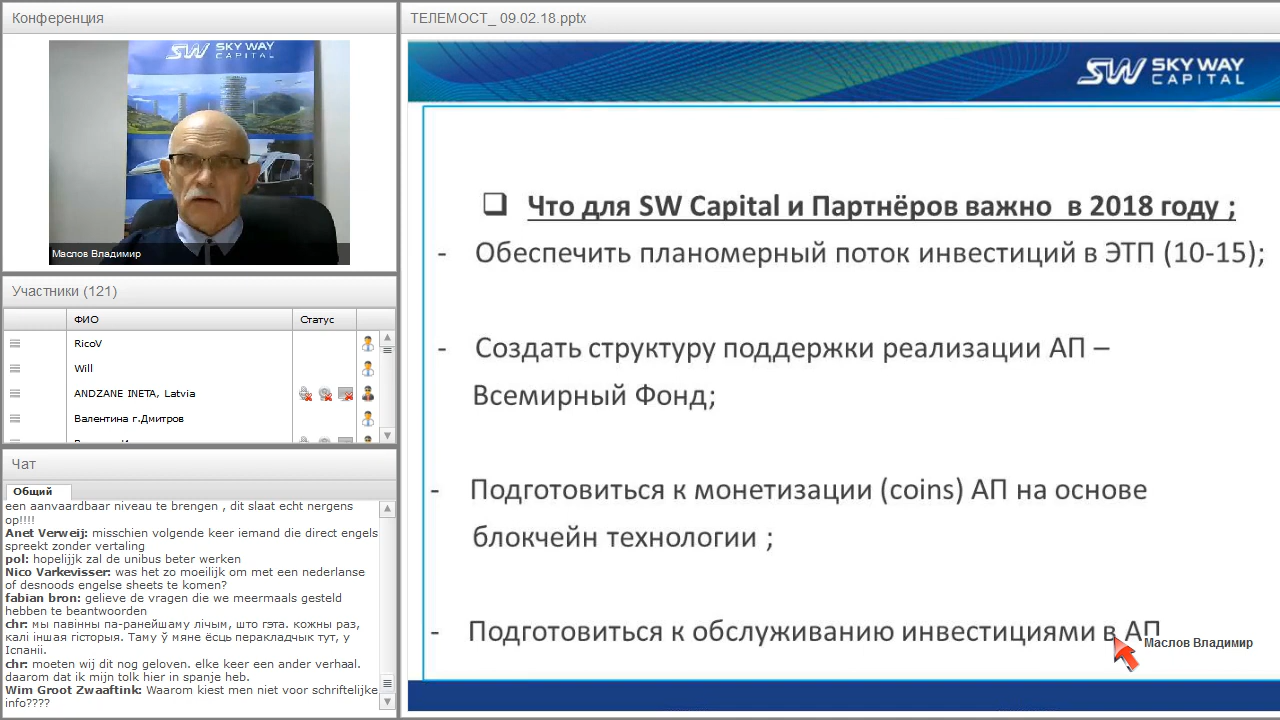 Конференция
SKY WAY
CAPITAL
Маслов Владимир
Участники (121)
ФИО
Статус
RicoV
Will
ANDZANE INETA, Latvia
Валентина г.Дмитров
Чат
Общий
een aanvaardbaar niveau te brengen , dit slaat echt nergens
op!!!!
Anet Verweij: misschien volgende keer iemand die direct engels
spreekt zonder vertaling
pol: hopelijk zal de unibus beter werken
Nico Varkevisser: was het zo moeilijk om met een nederlanse
of desnoods engelse sheets te komen?
fabian bron: gelieve de vragen die we meermaals gesteld
hebben te beantwoorden
chr: мы павінны па-ранейшаму лічым, што гэта. кожны раз,
калі іншая гісторыя. Таму ў мяне ёсць перакладчык тут, у
Іспаніі.
chr: moeten wij dit nog geloven. elke keer een ander verhaal.
daarom dat ik mijn tolk hier in spanje heb.
Wim Groot Zwaaftink: Waarom kiest men niet voor schriftelijke
info????
ТЕЛЕМОСТ_ 09.02.18.pptx
SW SKY WAY
CAPITAL
Что для SW Capital и Партнёров важно в 2018 году ;
- Обеспечить планомерный поток инвестиций в ЭТП (10-15);
- Создать структуру поддержки реализации АП –
Всемирный Фонд;
- Подготовиться к монетизации (coins) АП на основе
блокчейн технологии ;
- Подготовиться к обслуживанию инвестициями в АП
Маслов Владимир